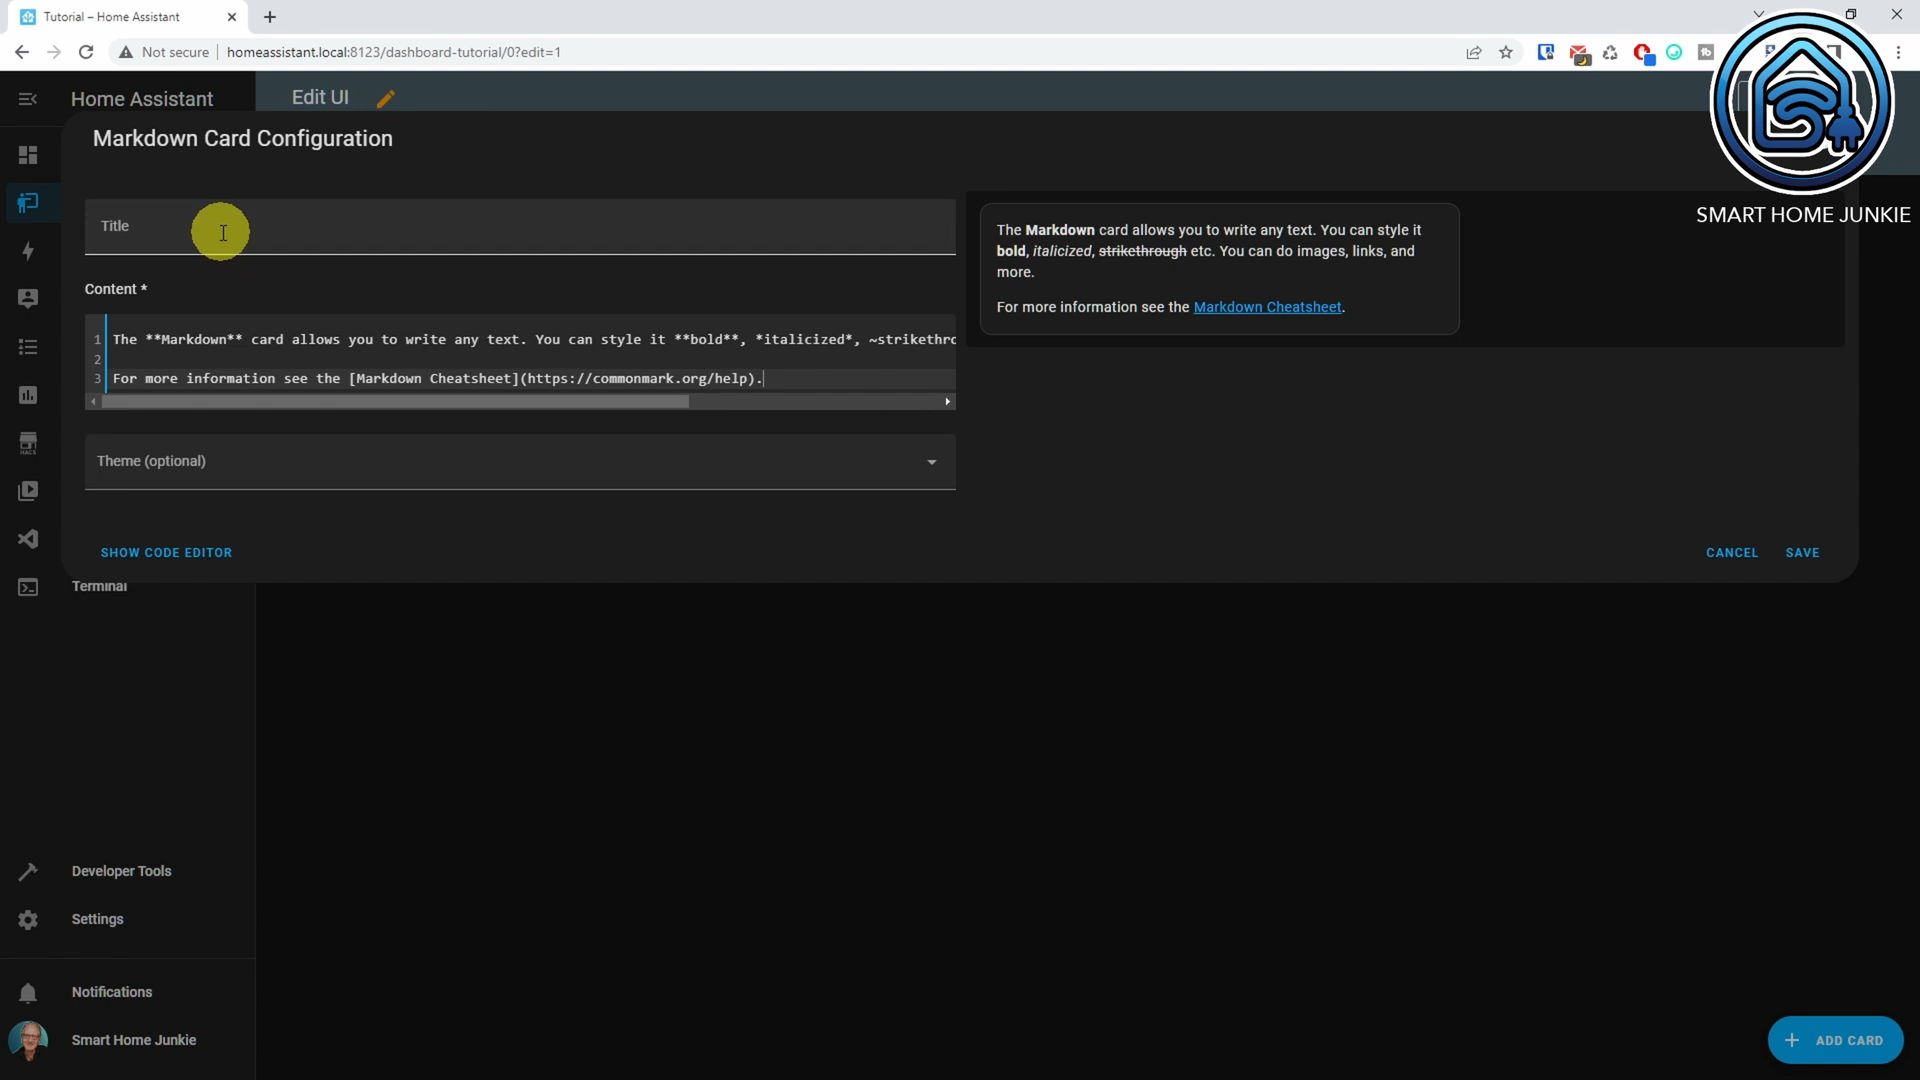 Tutorial – Home Assistant
Not secure
homeassistant.local:8123/dashboard-tutorial/0?edit=1
Home Assistant
Edit UI
Markdown Card Configuration
SMART HOME JUNKIE
Title
Content *
1 The **Markdown** card allows you to write any text. You can style it **bold**, *italicized*, ~strikethro
2
3 For more information see the [Markdown Cheatsheet](https://commonmark.org/help).
The Markdown card allows you to write any text. You can style it
bold, italicized, strikethrough etc. You can do images, links, and
more.
For more information see the Markdown Cheatsheet.
HACS
Theme (optional)
SHOW CODE EDITOR
CANCEL
SAVE
Terminal
Developer Tools
Settings
Notifications
Smart Home Junkie
ADD CARD